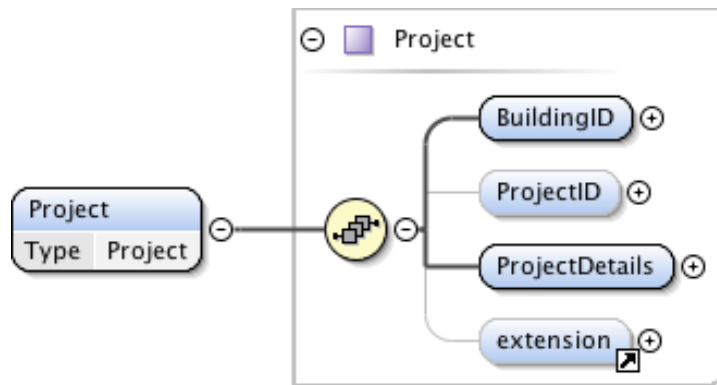 Project
BuildingID
ProjectID
Project
Type Project
ProjectDetails
extension